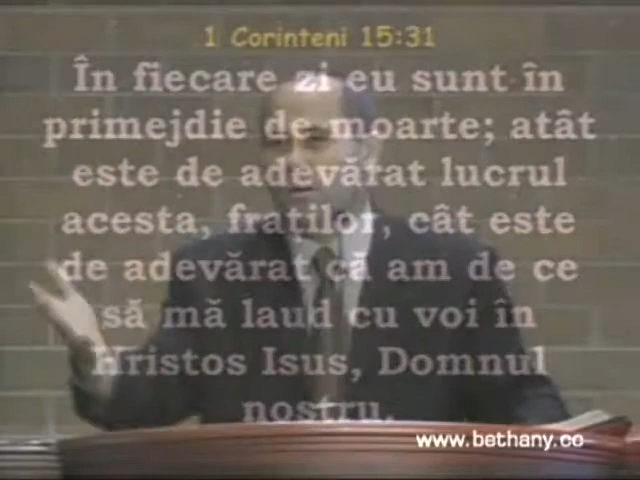 1 Corinteni 15:31
În fiecare zi eu sunt în
primejdie de moarte; atât
este de adevărat lucrul
acesta, fraţilor, cât este
de adevărat că am de ce
să mă laud cu voi în
Hristos Isus, Domnul
nostru.
www.bethany.co